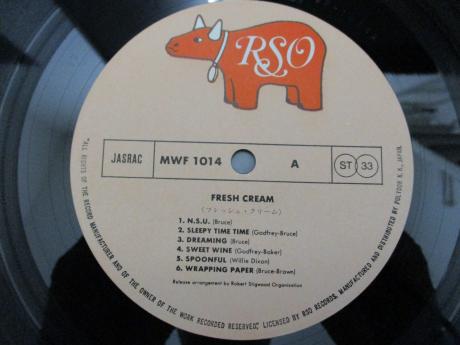 RSO
JASRAC
MWF 1014
A
ST 33
FRESH CREAM
(フレッシュ・クリーム)
1. N.S.U. (Bruce)
2. SLEEPY TIME TIME (Godfrey-Bruce)
3. DREAMING (Bruce)
4. SWEET WINE (Godfrey-Baker)
5. SPOONFUL (Willie Dixon)
6. WRAPPING PAPER (Bruce-Brown)
Release arrangement by Robert Stigwood Organisation
"ALL RIGHTS OF THE RECORD MANUFACTURER AND OF THE OWNER OF THE WORK RECORDED RESERVED", LICENSED BY RSO RECORDS, MANUFACTURED AND DISTRIBUTED BY POLYDOR K. K., JAPAN.